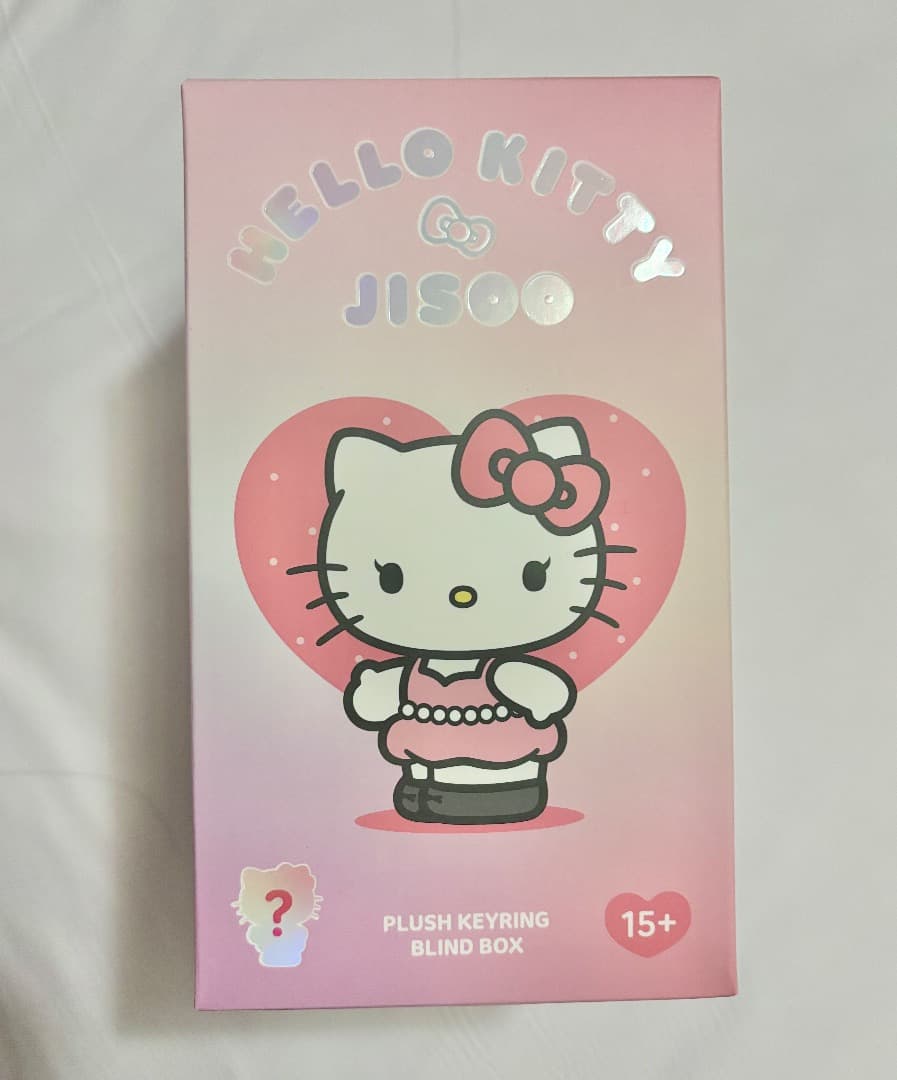 HELLO KITTY
JISOO
?
PLUSH KEYRING
BLIND BOX
15+